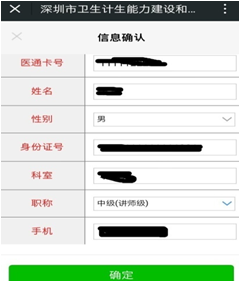 深圳市卫生计生能力建设和...
信息确认
医通卡号
姓名
性别 男
身份证号
科室
职称 中级(讲师级)
手机
确定